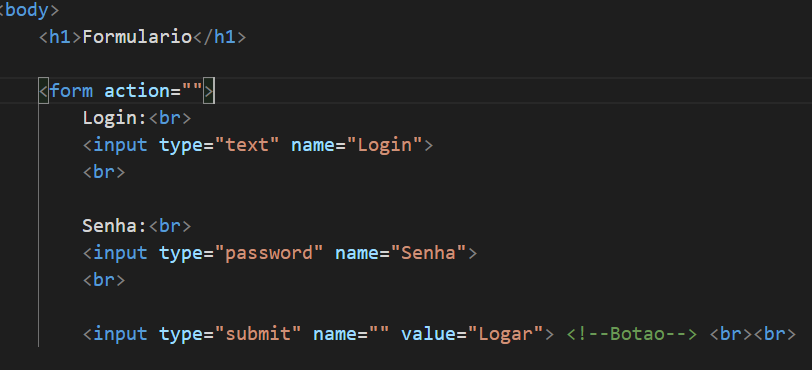 <body>
<h1>Formulario</h1>
<form action="">
Login:<br>
<input type="text" name="Login">
<br>
Senha:<br>
<input type="password" name="Senha">
<br>
<input type="submit" name="" value="Logar"> <!--Botao--> <br><br>